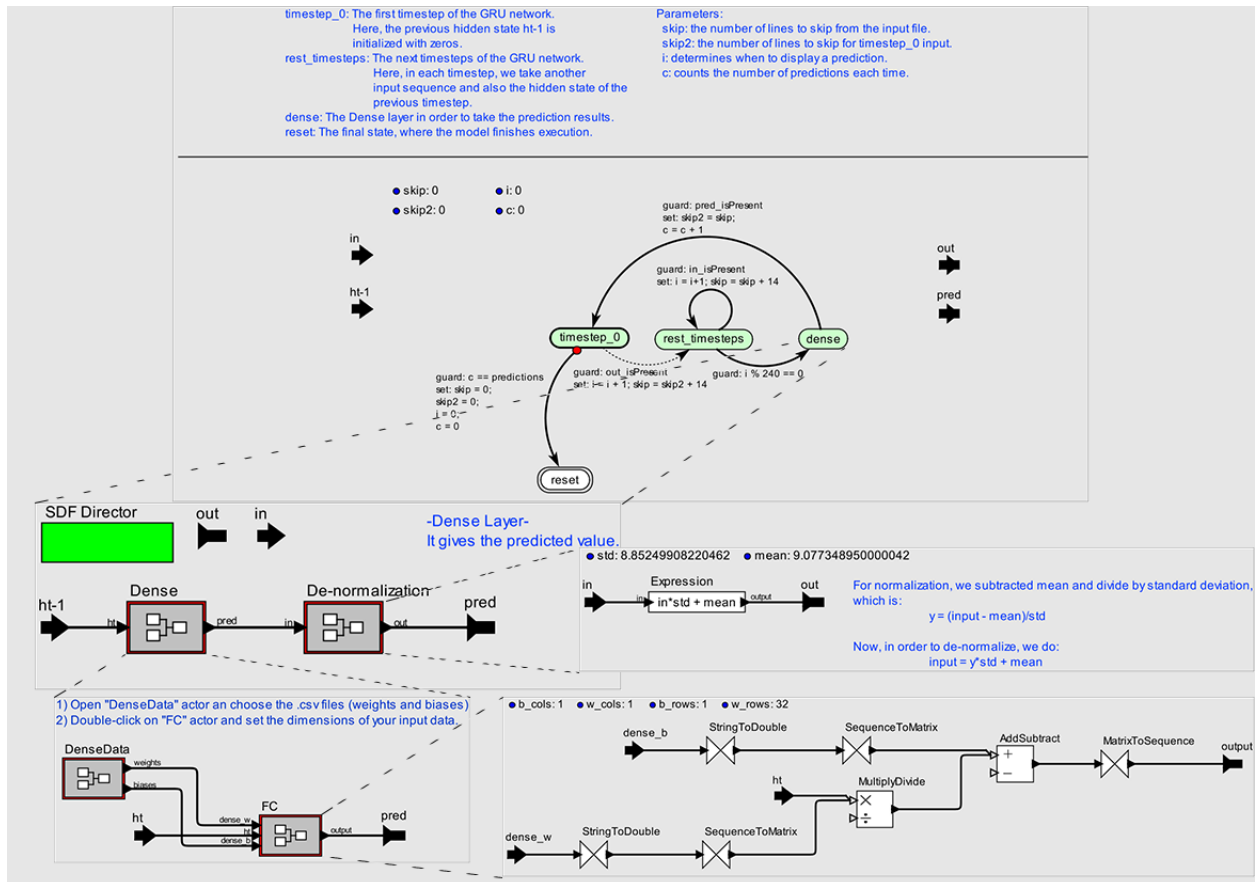 timestep_0: The first timestep of the GRU network.
Here, the previous hidden state ht-1 is
initialized with zeros.
rest_timesteps: The next timesteps of the GRU network.
Here, in each timestep, we take another
input sequence and also the hidden state of the
previous timestep.
dense: The Dense layer in order to take the prediction results.
reset: The final state, where the model finishes execution.
Parameters:
skip: the number of lines to skip from the input file.
skip2: the number of lines to skip for timestep_0 input.
i: determines when to display a prediction.
c: counts the number of predictions each time.
skip: 0
i: 0
skip2: 0
c: 0
in
ht-1
out
pred
guard: pred_isPresent
set: skip2 = skip;
c = c + 1
guard: in_isPresent
set: i = i+1; skip = skip + 14
timestep_0
rest_timesteps
dense
guard: out_isPresent
set: i = i + 1; skip = skip2 + 14
guard: i % 240 == 0
guard: c == predictions
set: skip = 0;
skip2 = 0;
i = 0;
c = 0
reset
SDF Director
out
in
-Dense Layer-
It gives the predicted value.
Dense
De-normalization
ht-1
ht
pred
in
out
pred
std: 8.85249908220462
mean: 9.077348950000042
in
Expression
out
in
in*std + mean
output
For normalization, we subtracted mean and divide by standard deviation,
which is:
y = (input - mean)/std
Now, in order to de-normalize, we do:
input = y*std + mean
1) Open "DenseData" actor an choose the .csv files (weights and biases)
2) Double-click on "FC" actor and set the dimensions of your input data.
DenseData
weights
biases
FC
ht
dense_w
ht
dense_b
output
pred
b_cols: 1
w_cols: 1
b_rows: 1
w_rows: 32
dense_b
StringToDouble
SequenceToMatrix
AddSubtract
MatrixToSequence
output
ht
MultiplyDivide
dense_w
StringToDouble
SequenceToMatrix